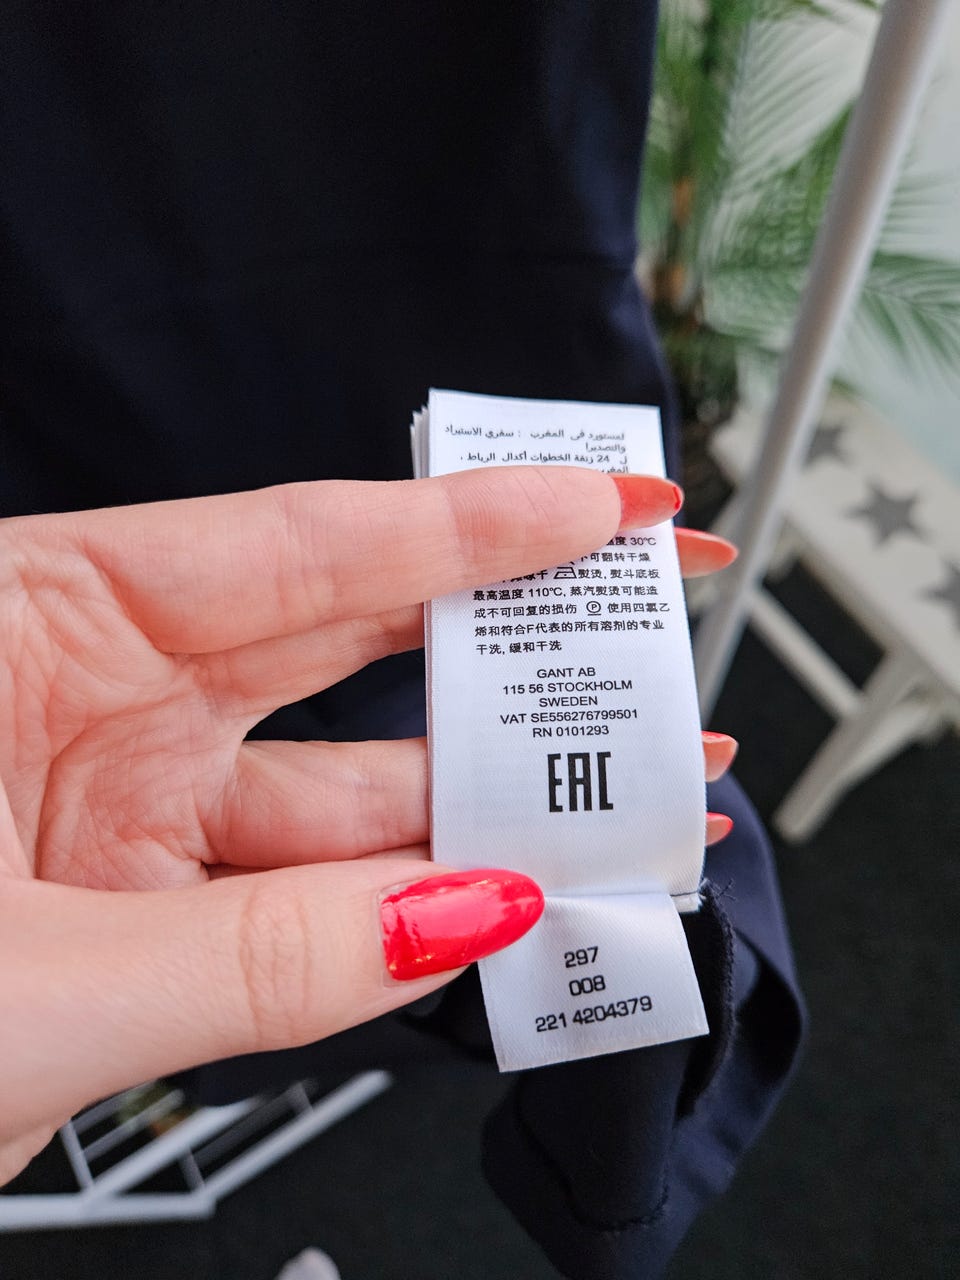 لمستورد فى المغرب : سفري الاستيراد
والتصدير
24 زنقة الخطوات أكدال الرباط ،
温度 30℃
不可翻转干燥
熨烫, 熨斗底板
最高温度 110℃, 蒸汽熨烫可能造
成不可回复的损伤 Ⓟ 使用四氯乙
烯和符合F代表的所有溶剂的专业
干洗, 缓和干洗
GANT AB
115 56 STOCKHOLM
SWEDEN
VAT SE556276799501
RN 0101293
EAC
297
008
221 4204379